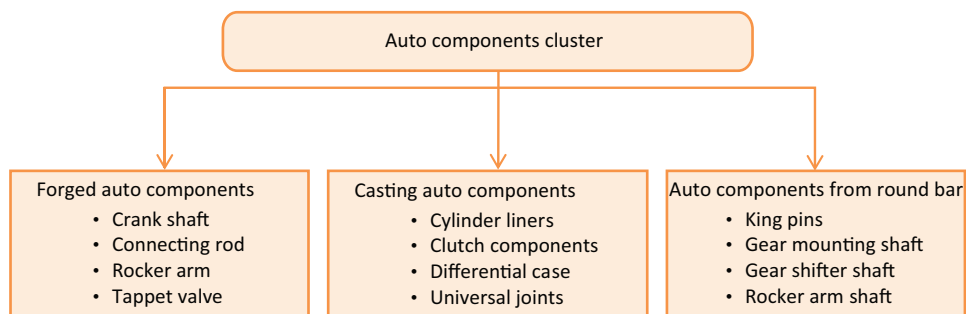 Auto components cluster
Forged auto components
• Crank shaft
• Connecting rod
• Rocker arm
• Tappet valve
Casting auto components
• Cylinder liners
• Clutch components
• Differential case
• Universal joints
Auto components from round bar
• King pins
• Gear mounting shaft
• Gear shifter shaft
• Rocker arm shaft